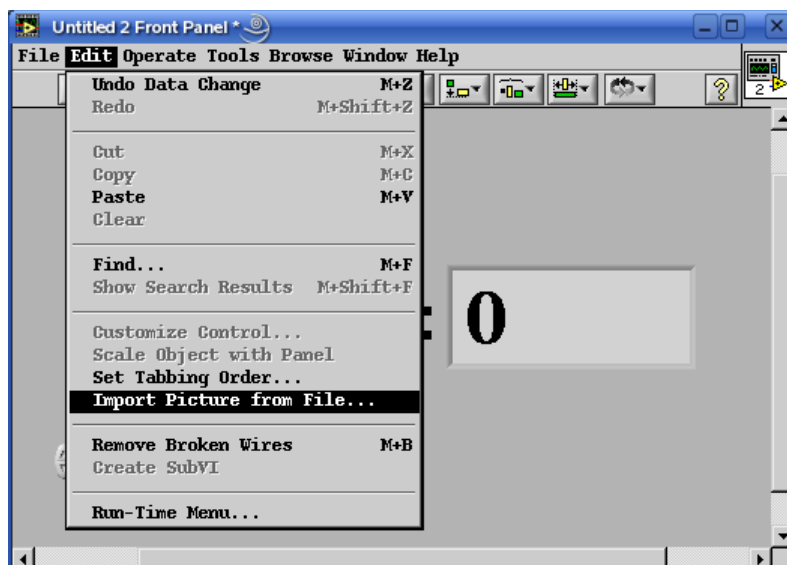 Untitled 2 Front Panel *
File Edit Operate Tools Browse Window Help
Undo Data Change M+Z
Redo M+Shift+Z
Cut M+X
Copy M+C
Paste M+V
Clear
Find... M+F
Show Search Results M+Shift+F
Customize Control...
Scale Object with Panel
Set Tabbing Order...
Import Picture from File...
Remove Broken Wires M+B
Create SubVI
Run-Time Menu...
?
2
: 0